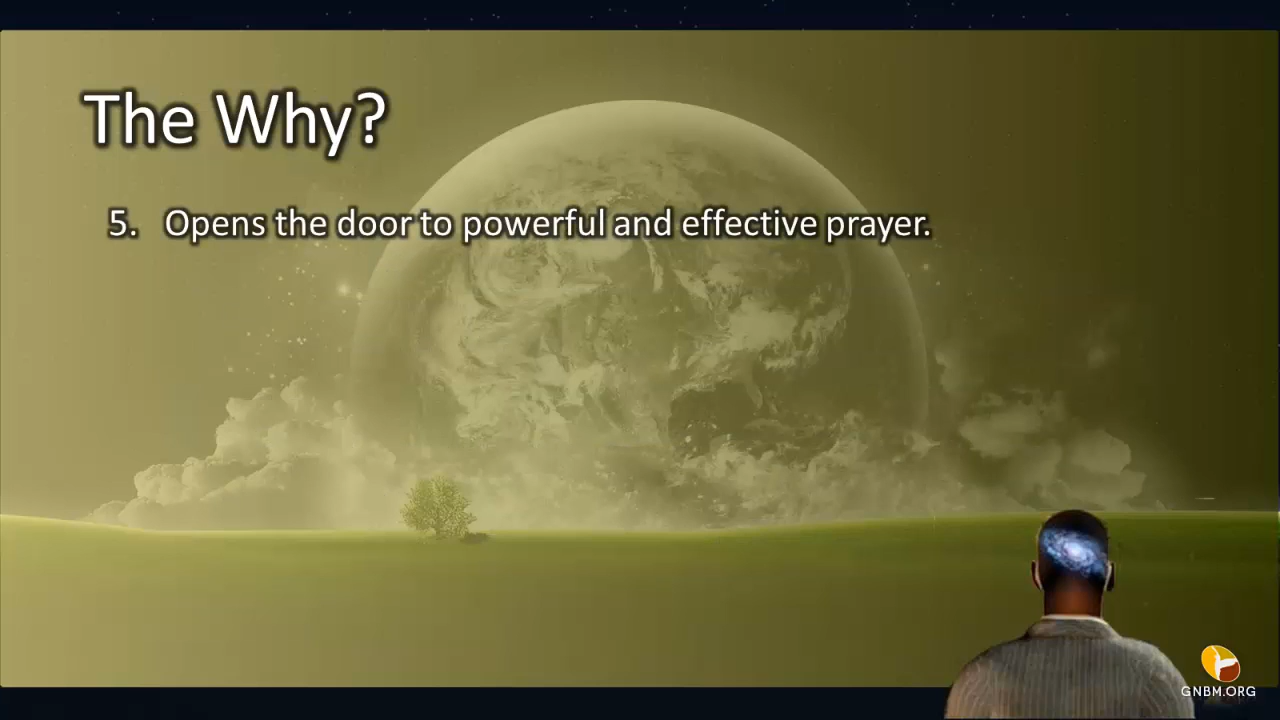 The Why?
5. Opens the door to powerful and effective prayer.
GNBM.ORG